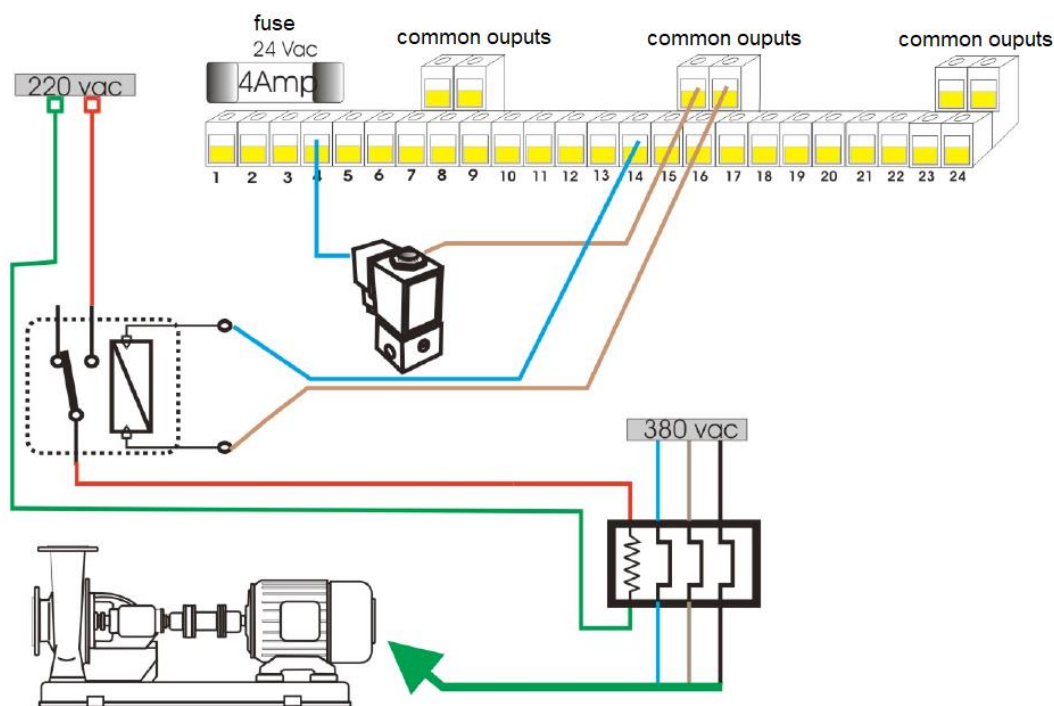 fuse
24 Vac
4Amp
common ouputs
common ouputs
common ouputs
220 vac
1 2 3 4 5 6 7 8 9 10 11 12 13 14 15 16 17 18 19 20 21 22 23 24
380 vac